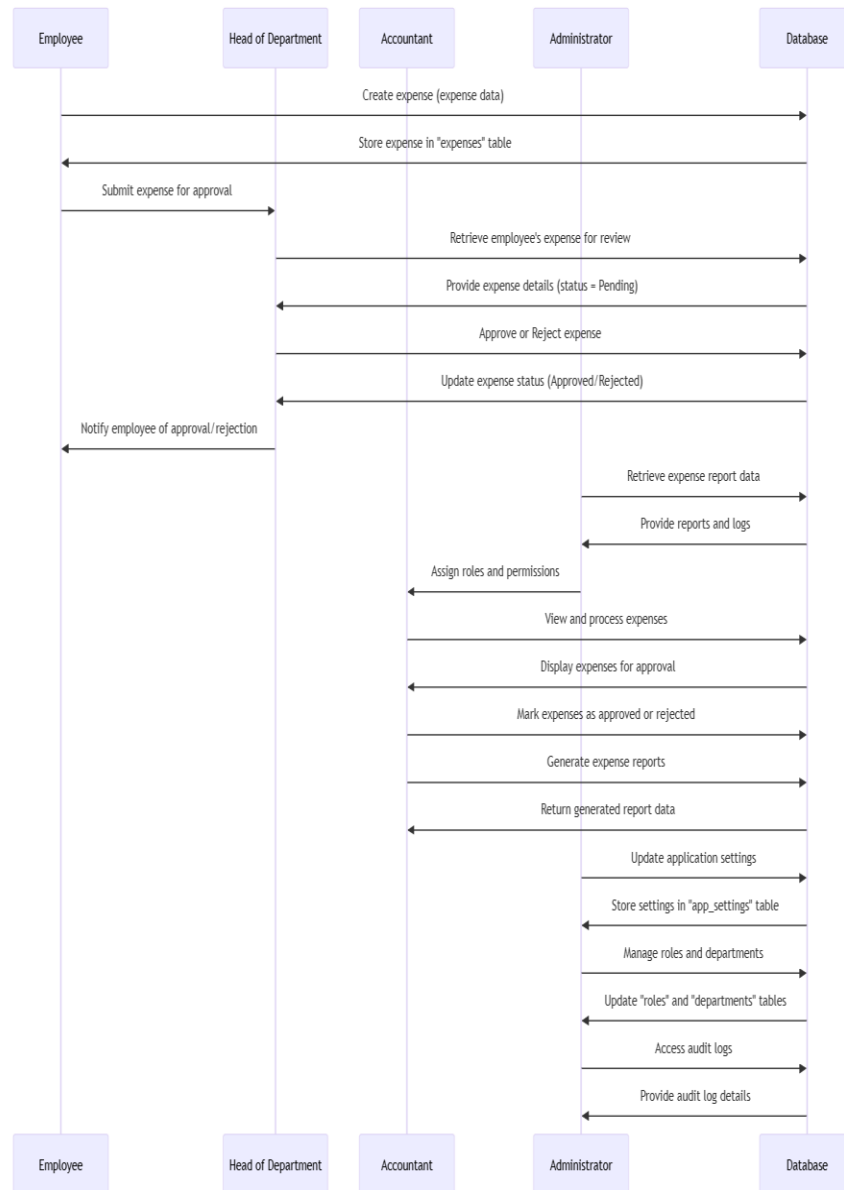 Employee
Head of Department
Accountant
Administrator
Database
Create expense (expense data)
Store expense in "expenses" table
Submit expense for approval
Retrieve employee's expense for review
Provide expense details (status = Pending)
Approve or Reject expense
Update expense status (Approved/Rejected)
Notify employee of approval/rejection
Retrieve expense report data
Provide reports and logs
Assign roles and permissions
View and process expenses
Display expenses for approval
Mark expenses as approved or rejected
Generate expense reports
Return generated report data
Update application settings
Store settings in "app_settings" table
Manage roles and departments
Update "roles" and "departments" tables
Access audit logs
Provide audit log details
Employee
Head of Department
Accountant
Administrator
Database